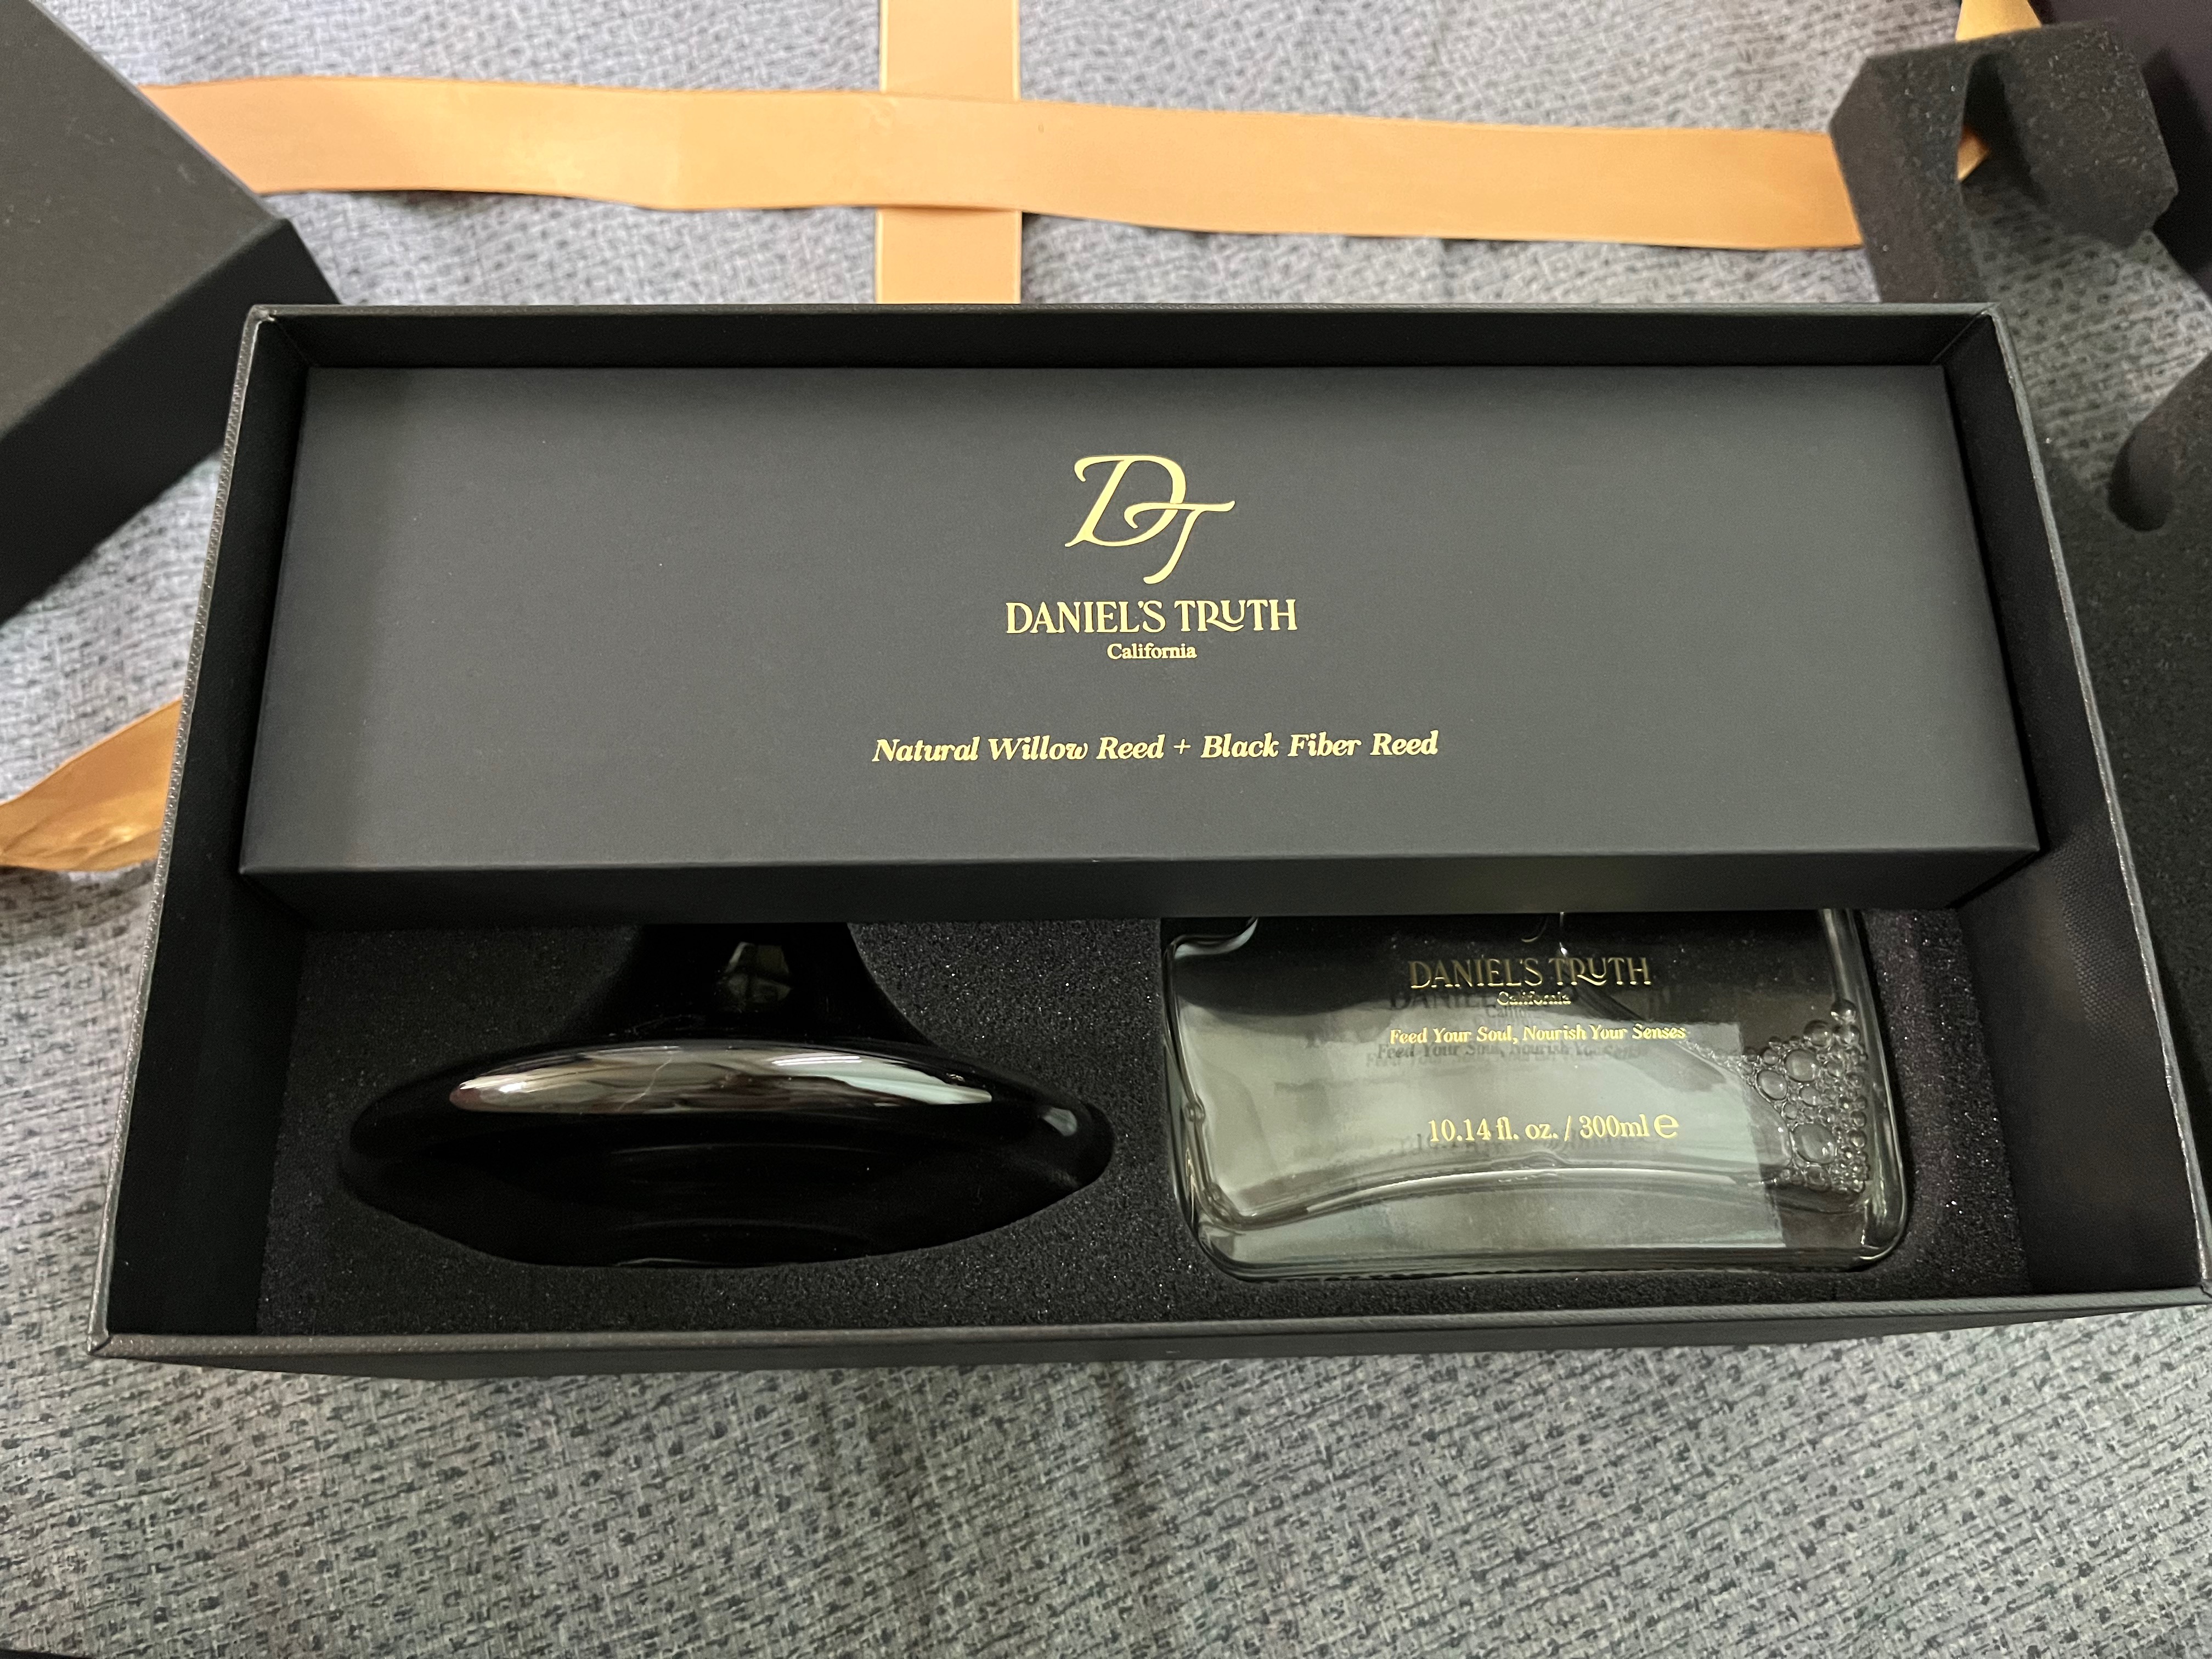 DT
DANIEL'S TRUTH
California
Natural Willow Reed + Black Fiber Reed
DANIEL'S TRUTH
California
Feed Your Soul, Nourish Your Senses
10.14 fl. oz. / 300ml ℮